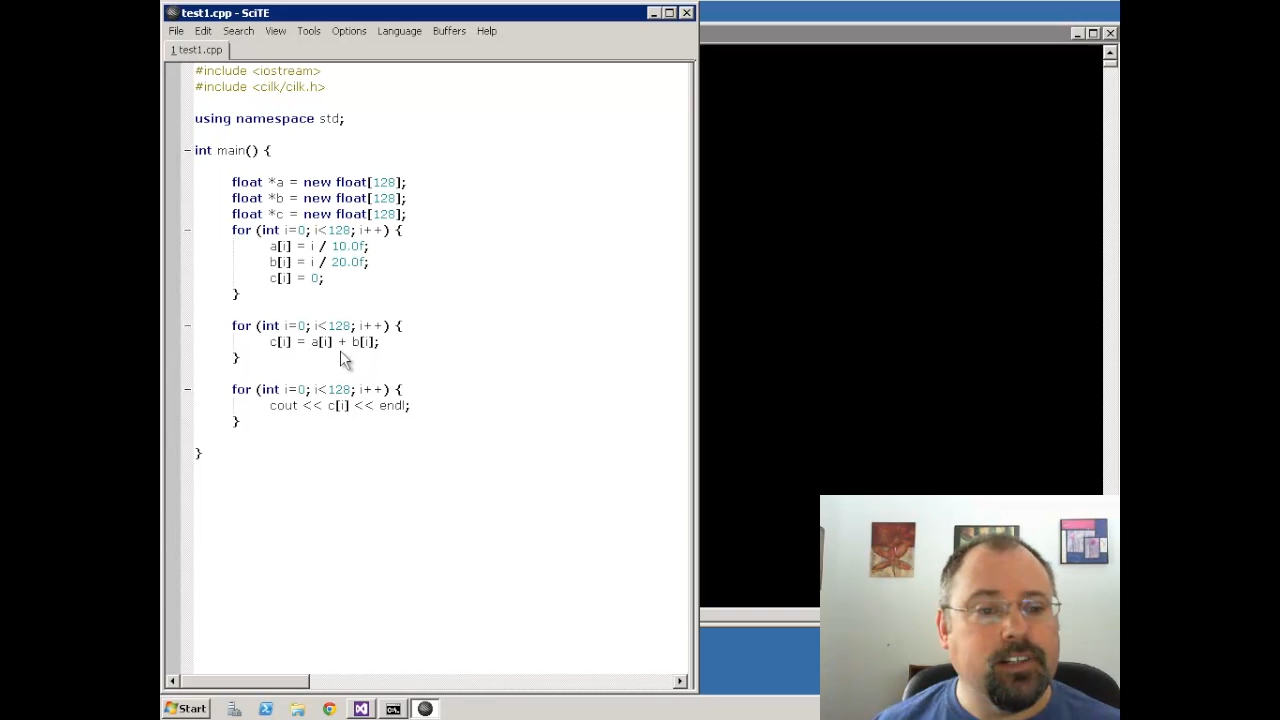 test1.cpp - SciTE
File Edit Search View Tools Options Language Buffers Help
1 test1.cpp
#include <iostream>
#include <cilk/cilk.h>
using namespace std;
int main() {
float *a = new float[128];
float *b = new float[128];
float *c = new float[128];
for (int i=0; i<128; i++) {
a[i] = i / 10.0f;
b[i] = i / 20.0f;
c[i] = 0;
}
for (int i=0; i<128; i++) {
c[i] = a[i] + b[i];
}
for (int i=0; i<128; i++) {
cout << c[i] << endl;
}
}
Start